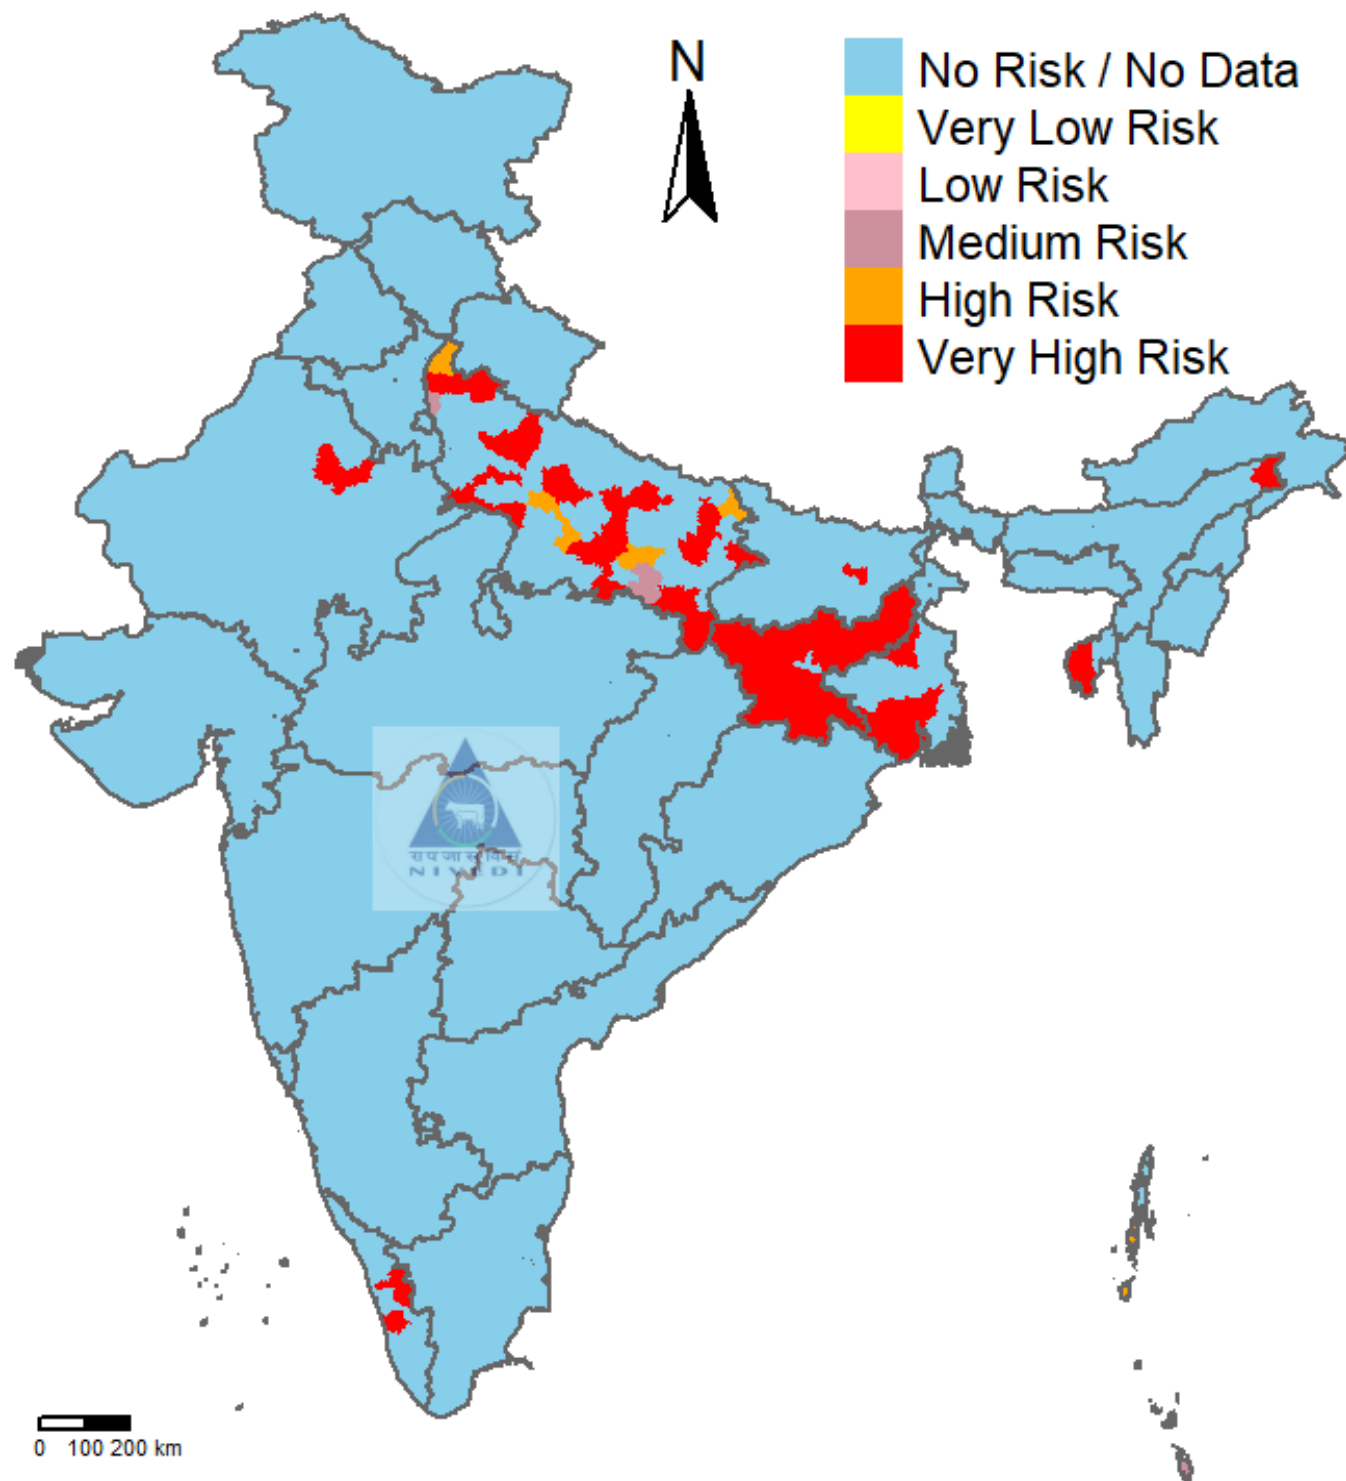 N
No Risk / No Data
Very Low Risk
Low Risk
Medium Risk
High Risk
Very High Risk
NIVEDI
0 100 200 km